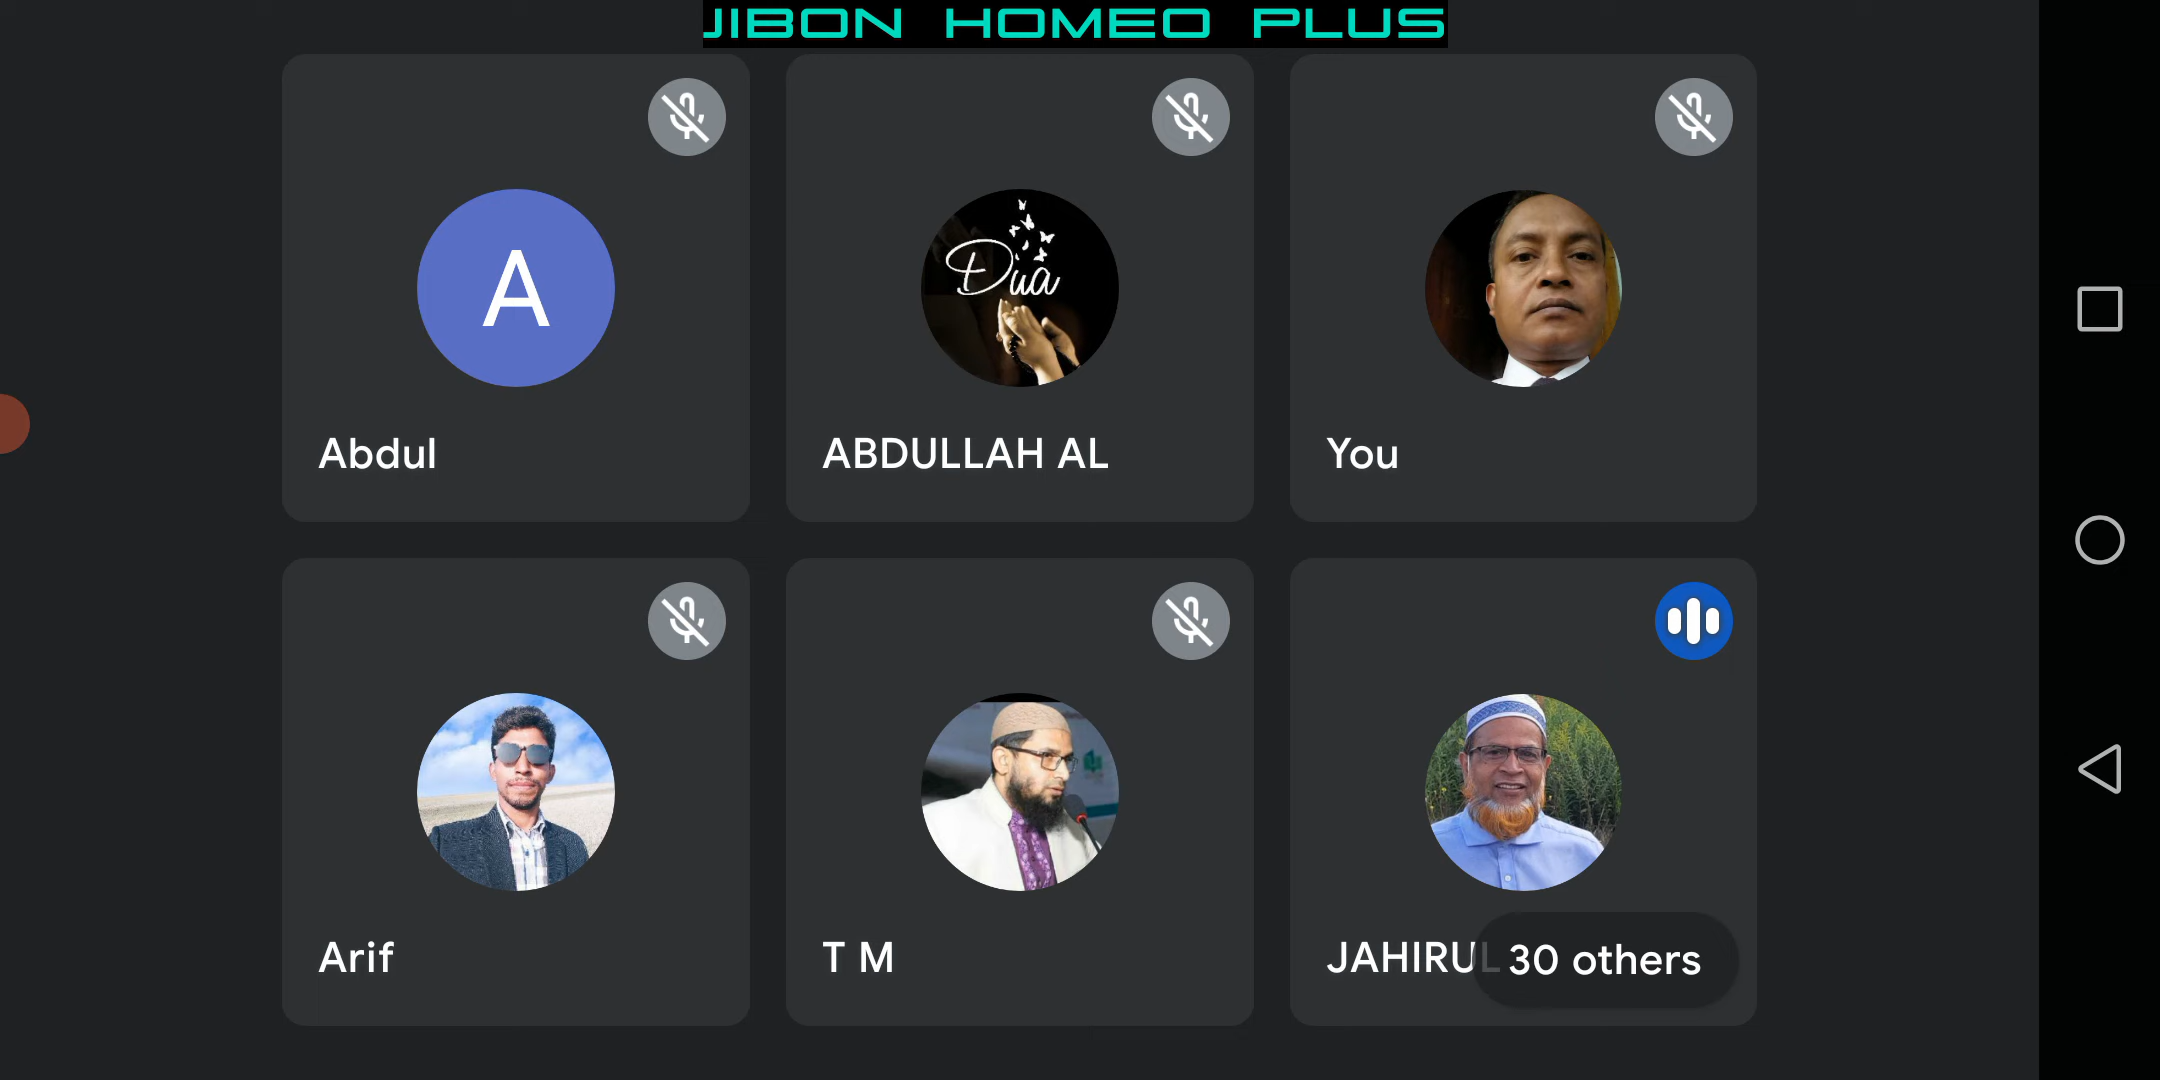 JIBON HOMEO PLUS
A
Dua
Abdul
ABDULLAH AL
You
Arif
T M
JAHIRUL
30 others